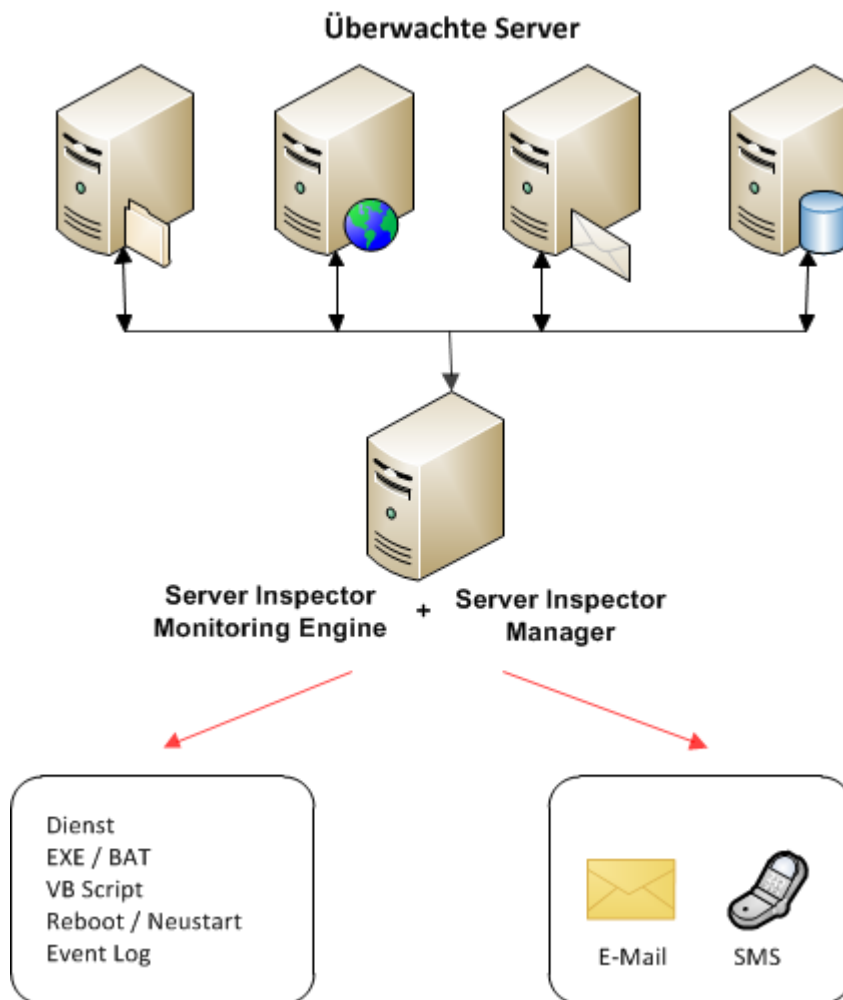 Überwachte Server
Server Inspector
Monitoring Engine
+
Server Inspector
Manager
Dienst
EXE / BAT
VB Script
Reboot / Neustart
Event Log
E-Mail
SMS